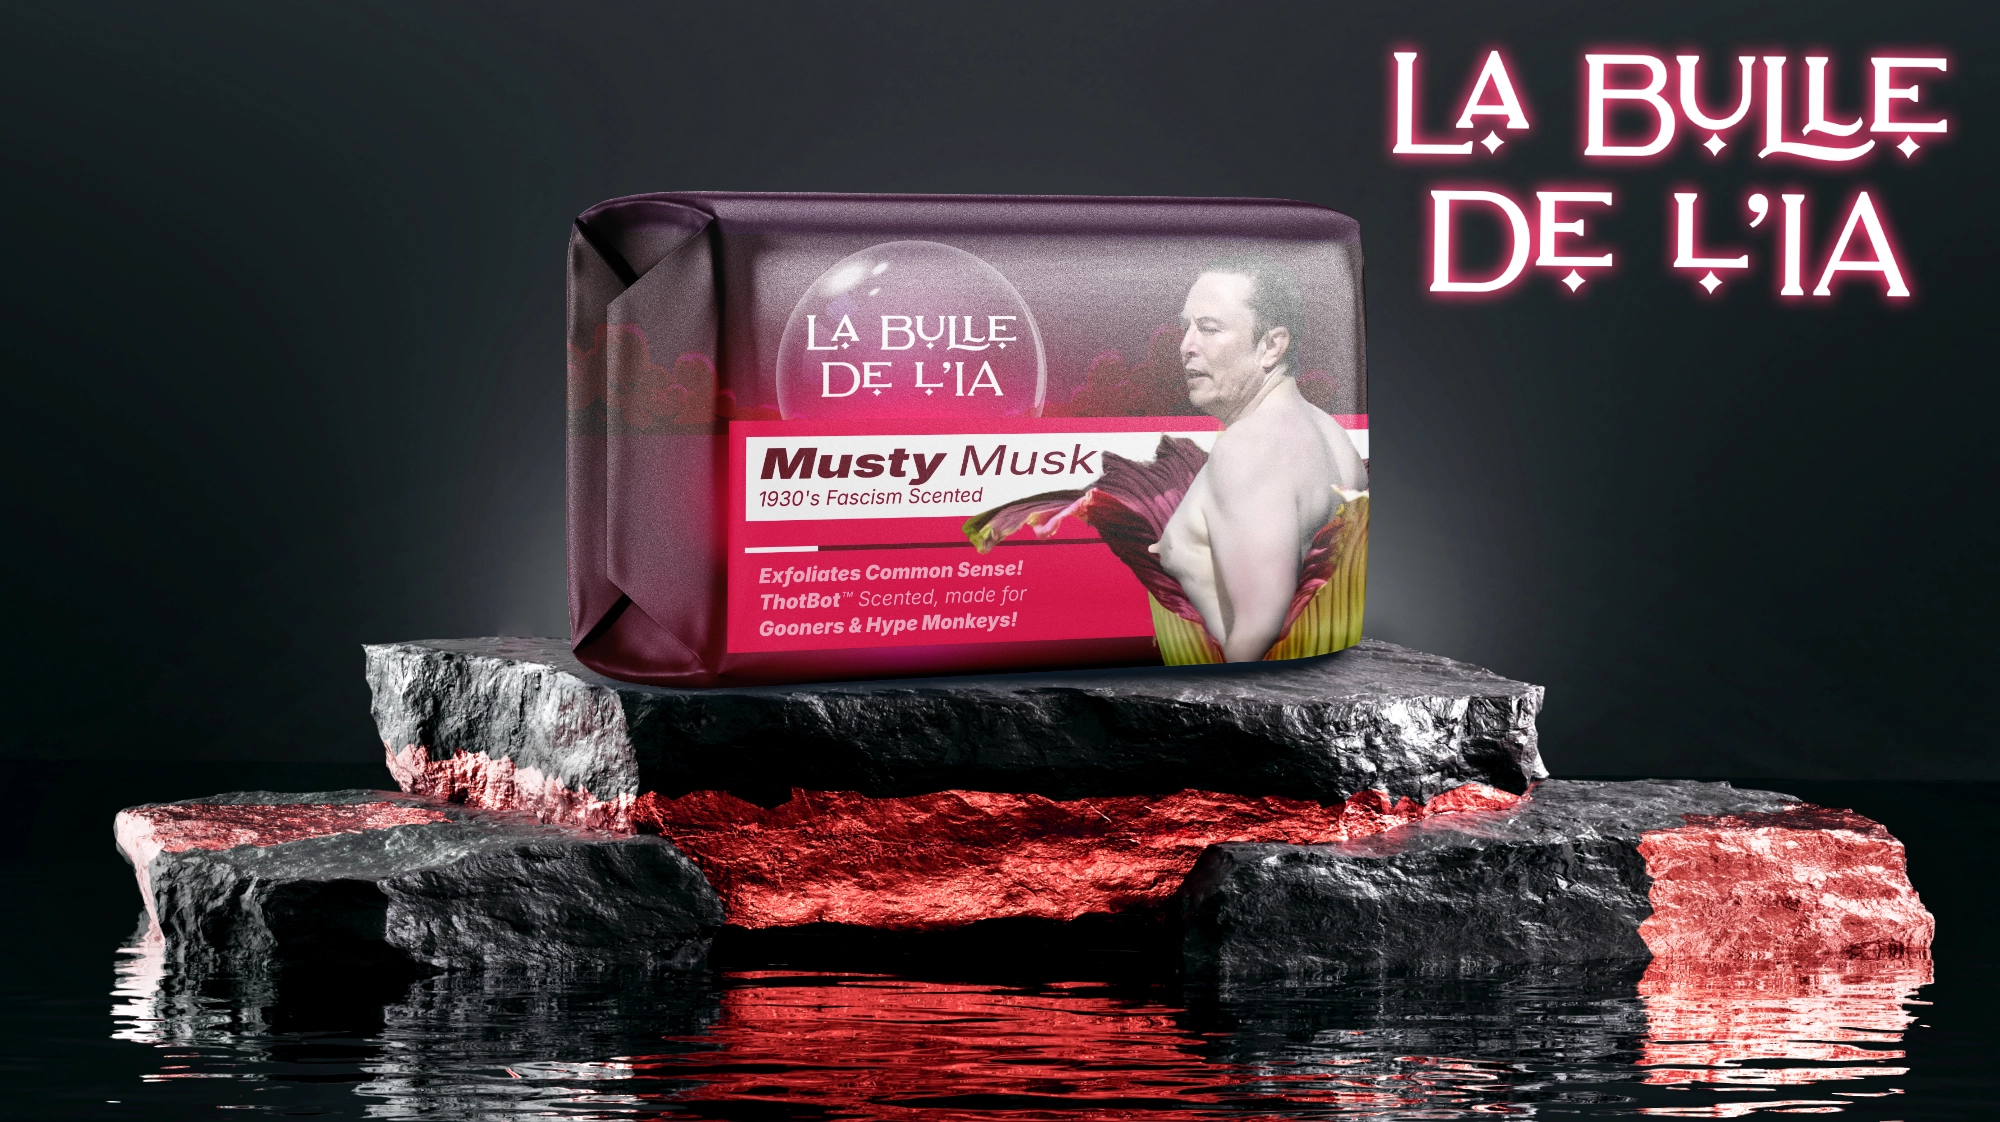 LA BULLE
DE L'IA
LA BULLE
DE L'IA
Musty Musk
1930's Fascism Scented
Exfoliates Common Sense!
ThotBot™ Scented, made for
Gooners & Hype Monkeys!